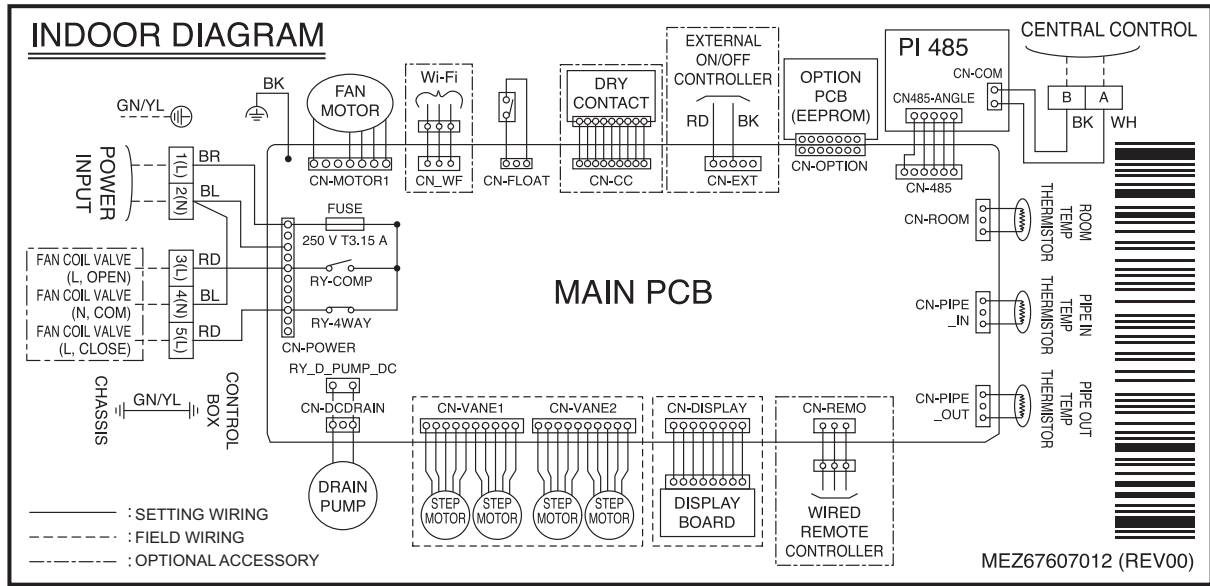 INDOOR DIAGRAM
GN/YL
BK
FAN
MOTOR
CN-MOTOR1
Wi-Fi
CN_WF
CN-FLOAT
DRY
CONTACT
CN-CC
EXTERNAL
ON/OFF
CONTROLLER
RD
BK
CN-EXT
OPTION
PCB
(EEPROM)
CN-OPTION
PI 485
CN-COM
CN485-ANGLE
CN-485
CENTRAL CONTROL
B
A
BK
WH
POWER
INPUT
1(L)
BR
2(N)
BL
FUSE
250 V T3.15 A
FAN COIL VALVE
(L, OPEN)
3(L)
RD
RY-COMP
FAN COIL VALVE
(N, COM)
4(N)
BL
FAN COIL VALVE
(L, CLOSE)
5(L)
RD
RY-4WAY
CN-POWER
MAIN PCB
CN-ROOM
ROOM
TEMP
THERMISTOR
CN-PIPE
_IN
PIPE IN
TEMP
THERMISTOR
CN-PIPE
_OUT
PIPE OUT
TEMP
THERMISTOR
CHASSIS
GN/YL
CONTROL
BOX
RY_D_PUMP_DC
CN-DCDRAIN
DRAIN
PUMP
CN-VANE1
CN-VANE2
STEP
MOTOR
STEP
MOTOR
STEP
MOTOR
STEP
MOTOR
CN-DISPLAY
DISPLAY
BOARD
CN-REMO
WIRED
REMOTE
CONTROLLER
: SETTING WIRING
: FIELD WIRING
: OPTIONAL ACCESSORY
MEZ67607012 (REV00)